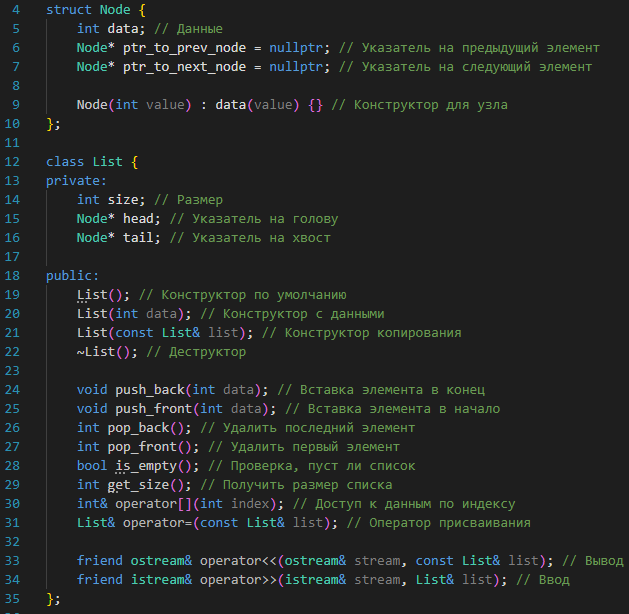 4 struct Node {
5 int data; // Данные
6 Node* ptr_to_prev_node = nullptr; // Указатель на предыдущий элемент
7 Node* ptr_to_next_node = nullptr; // Указатель на следующий элемент
8
9 Node(int value) : data(value) {} // Конструктор для узла
10 };
11
12 class List {
13 private:
14 int size; // Размер
15 Node* head; // Указатель на голову
16 Node* tail; // Указатель на хвост
17
18 public:
19 List(); // Конструктор по умолчанию
20 List(int data); // Конструктор с данными
21 List(const List& list); // Конструктор копирования
22 ~List(); // Деструктор
23
24 void push_back(int data); // Вставка элемента в конец
25 void push_front(int data); // Вставка элемента в начало
26 int pop_back(); // Удалить последний элемент
27 int pop_front(); // Удалить первый элемент
28 bool is_empty(); // Проверка, пуст ли список
29 int get_size(); // Получить размер списка
30 int& operator[](int index); // Доступ к данным по индексу
31 List& operator=(const List& list); // Оператор присваивания
32
33 friend ostream& operator<<(ostream& stream, const List& list); // Вывод
34 friend istream& operator>>(istream& stream, List& list); // Ввод
35 };